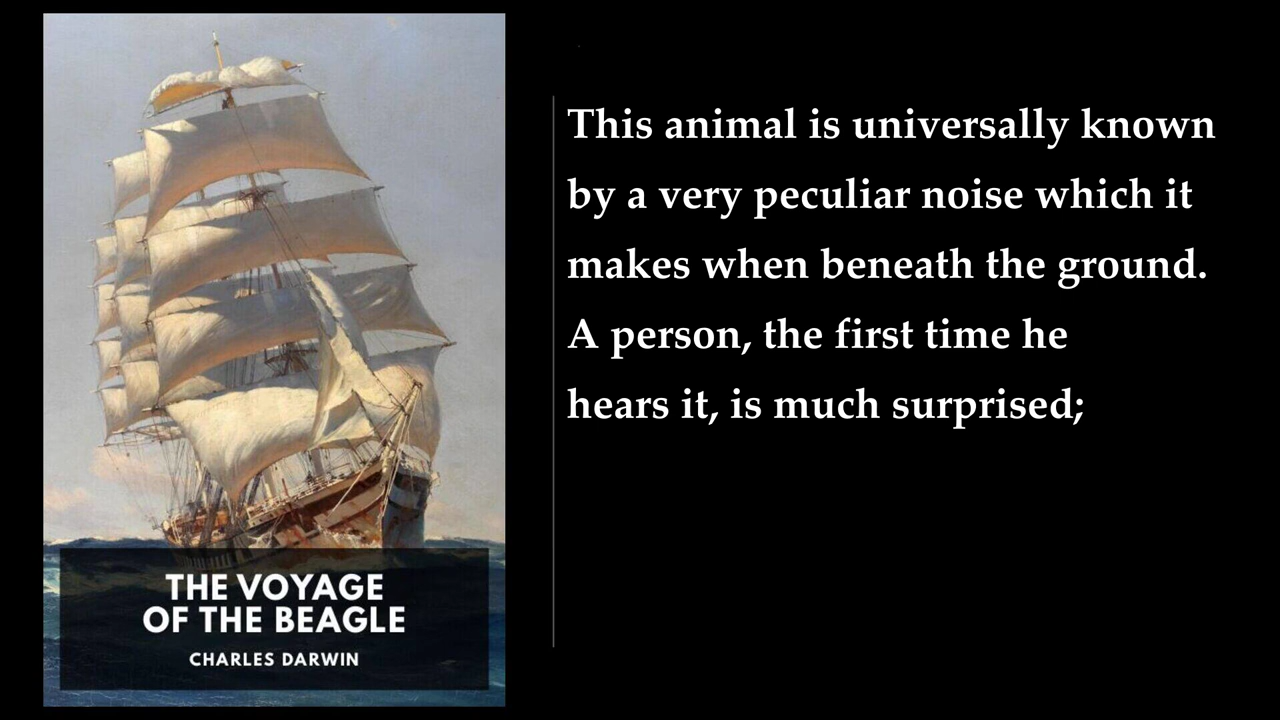 THE VOYAGE
OF THE BEAGLE
CHARLES DARWIN
This animal is universally known
by a very peculiar noise which it
makes when beneath the ground.
A person, the first time he
hears it, is much surprised;